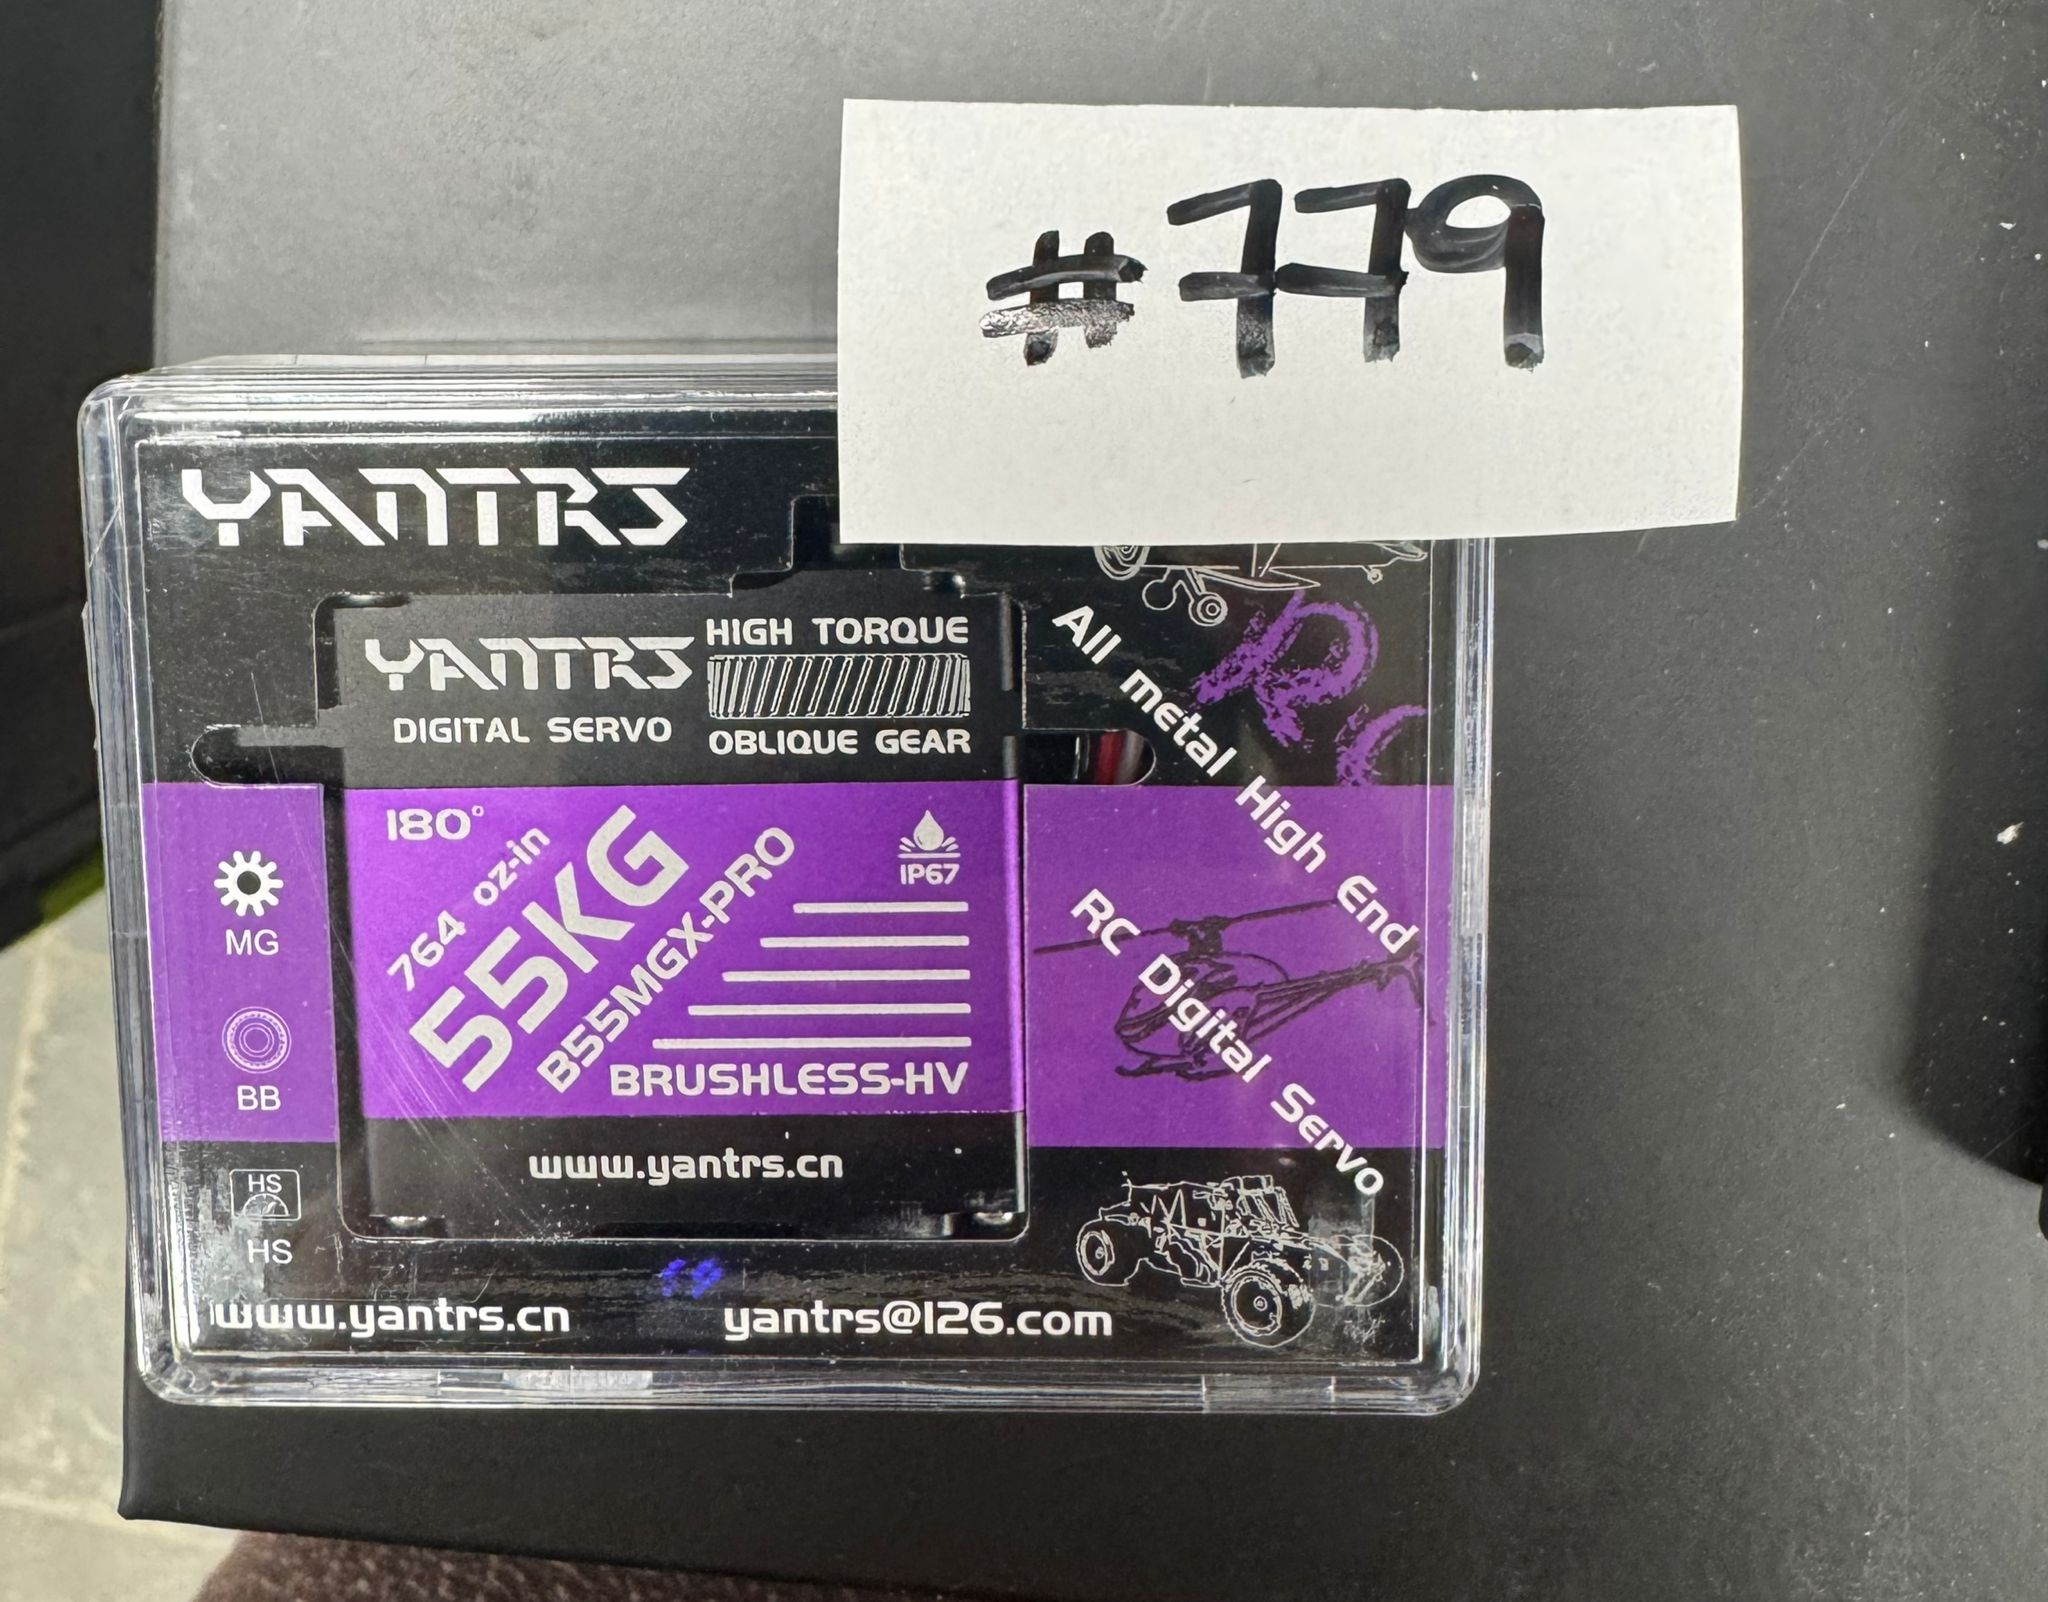 #779
YANTRS
YANTRS
DIGITAL SERVO
HIGH TORQUE
OBLIQUE GEAR
180°
764 oz-in
55KG
B55MGX-PRO
IP67
BRUSHLESS-HV
www.yantrs.cn
MG
BB
HS
HS
RC
All metal High End
RC Digital Servo
www.yantrs.cn
yantrs@126.com